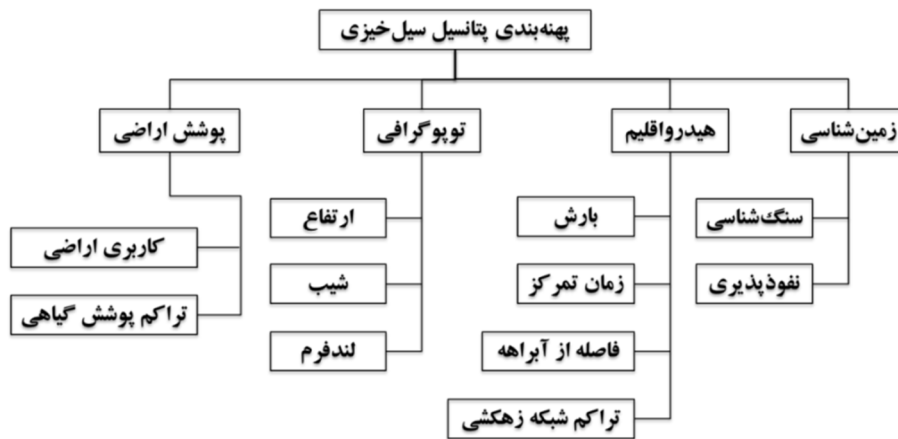 پهنه‌بندی پتانسیل سیل‌خیزی
زمین‌شناسی
هیدرواقلیم
توپوگرافی
پوشش اراضی
سنگ‌شناسی
نفوذپذیری
بارش
زمان تمرکز
فاصله از آبراهه
تراکم شبکه زهکشی
ارتفاع
شیب
لندفرم
کاربری اراضی
تراکم پوشش گیاهی